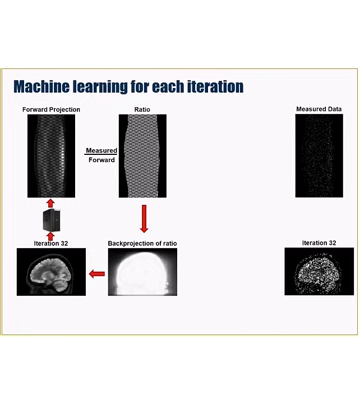 Machine learning for each iteration
Forward Projection
Ratio
Measured Data
Measured
Forward
Iteration 32
Backprojection of ratio
Iteration 32